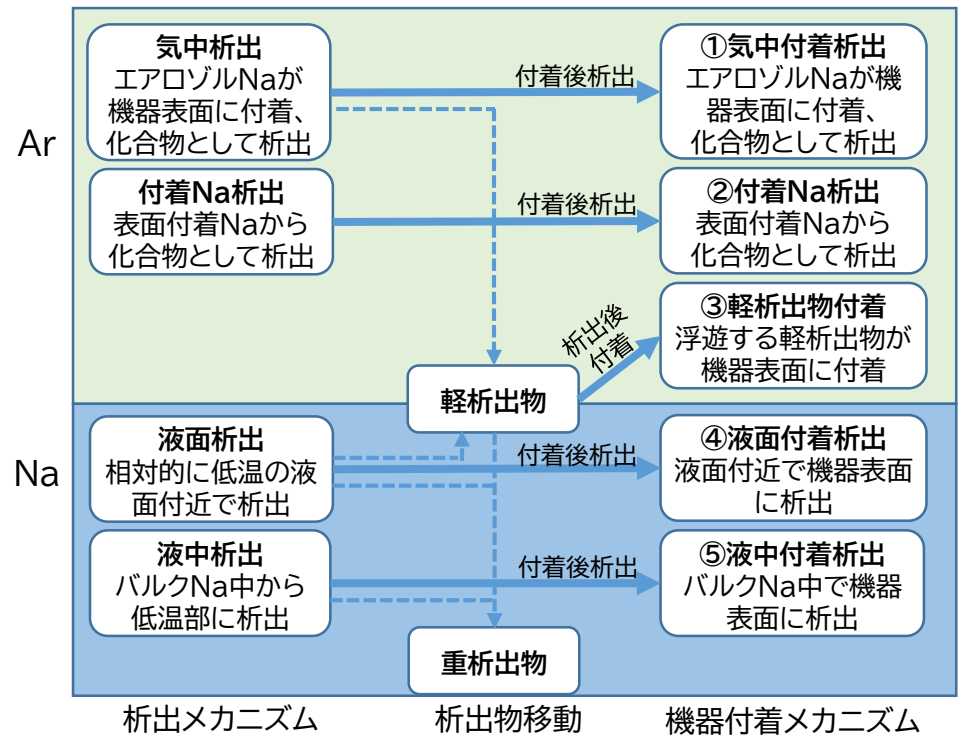 Ar
気中析出
エアロゾルNaが
機器表面に付着、
化合物として析出
付着後析出
①気中付着析出
エアロゾルNaが機
器表面に付着、
化合物として析出
付着Na析出
表面付着Naから
化合物として析出
付着後析出
②付着Na析出
表面付着Naから
化合物として析出
析出後
付着
③軽析出物付着
浮遊する軽析出物が
機器表面に付着
軽析出物
Na
液面析出
相対的に低温の液
面付近で析出
付着後析出
④液面付着析出
液面付近で機器表面
に析出
液中析出
バルクNa中から
低温部に析出
付着後析出
⑤液中付着析出
バルクNa中で機器
表面に析出
重析出物
析出メカニズム
析出物移動
機器付着メカニズム